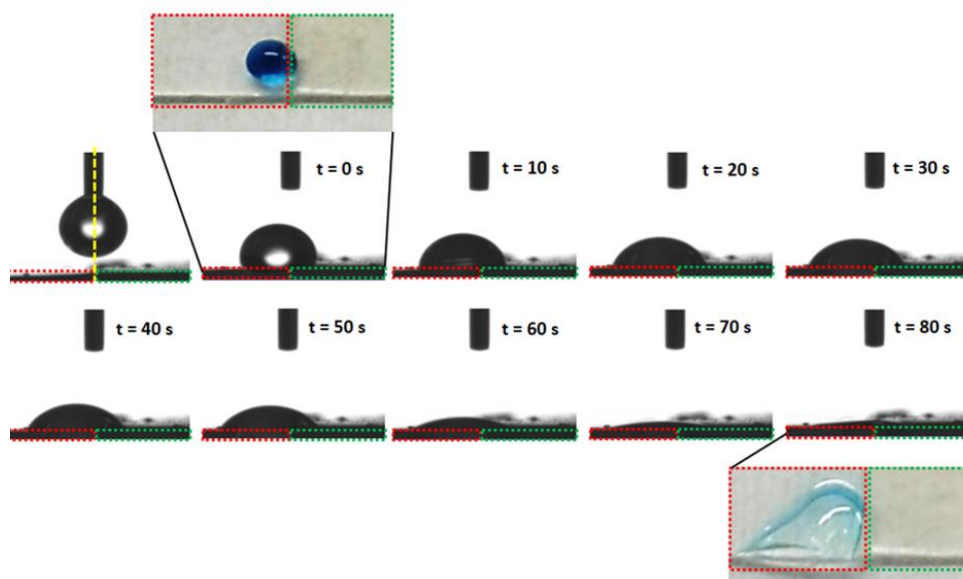 t = 0 s
t = 10 s
t = 20 s
t = 30 s
t = 40 s
t = 50 s
t = 60 s
t = 70 s
t = 80 s